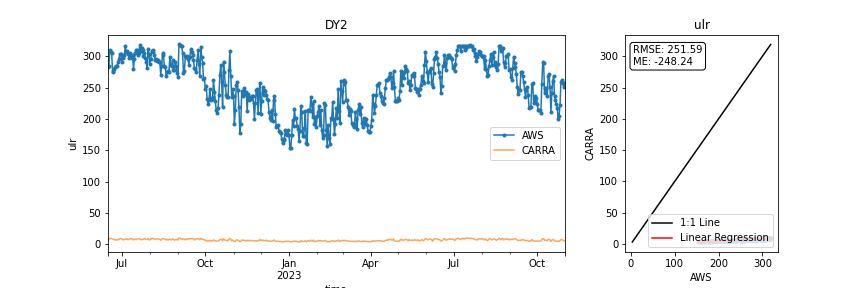 DY2
ulr
300
250
200
150
100
50
0
ulr
AWS
CARRA
Jul
Oct
Jan
2023
Apr
Jul
Oct
RMSE: 251.59
ME: -248.24
300
250
200
150
100
50
0
CARRA
1:1 Line
Linear Regression
0
100
200
300
AWS